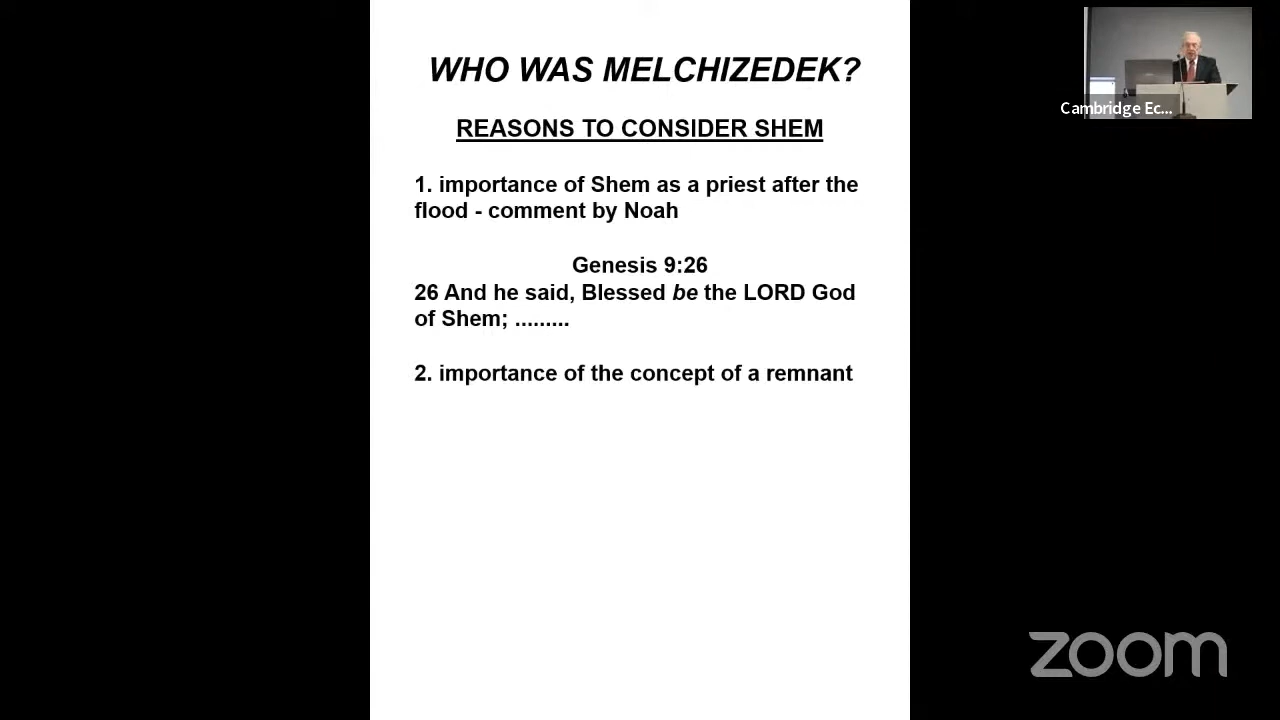 WHO WAS MELCHIZEDEK?
REASONS TO CONSIDER SHEM
1. importance of Shem as a priest after the
flood - comment by Noah
Genesis 9:26
26 And he said, Blessed be the LORD God
of Shem; .........
2. importance of the concept of a remnant
Cambridge Ec...
zoom